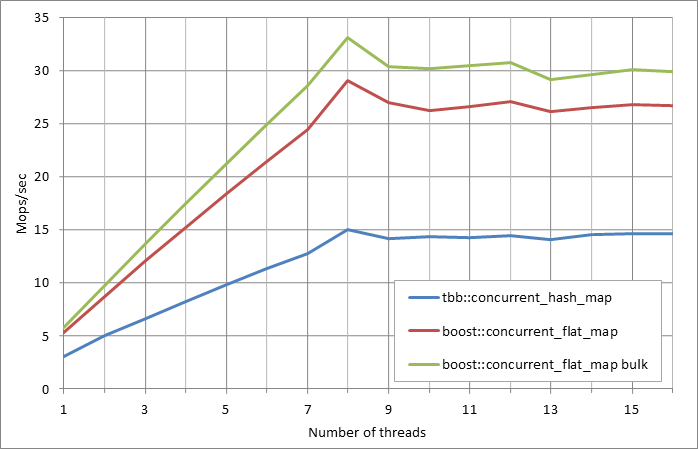 35
30
25
20
15
10
5
0
Mops/sec
tbb::concurrent_hash_map
boost::concurrent_flat_map
boost::concurrent_flat_map bulk
1 3 5 7 9 11 13 15
Number of threads